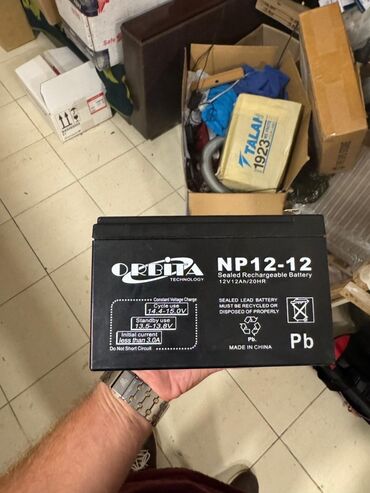 TALAN
1923
ORBITA
TECHNOLOGY
NP12-12
Sealed Rechargeable Battery
12V12Ah/20HR
Constant Voltage Charge
Cycle use
14.4-15.0V
Standby use
13.5-13.8V
Initial current
less than 3.0A
Do Not Short Circuit
SEALED LEAD BATTERY
MUST BE RECYCLED OR
DISPOSED OF PROPERLY
Pb.
MADE IN CHINA
Pb